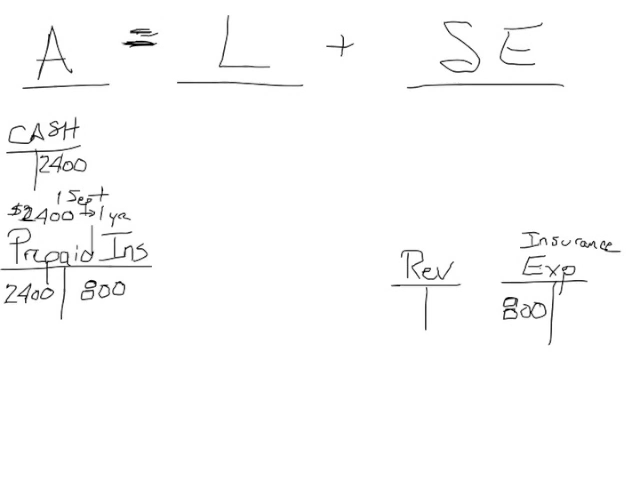 A = L + SE
CASH
2400
1 Sept
$2400 → 1 yr
Prepaid Ins
2400 800
Rev
Insurance
Exp
800